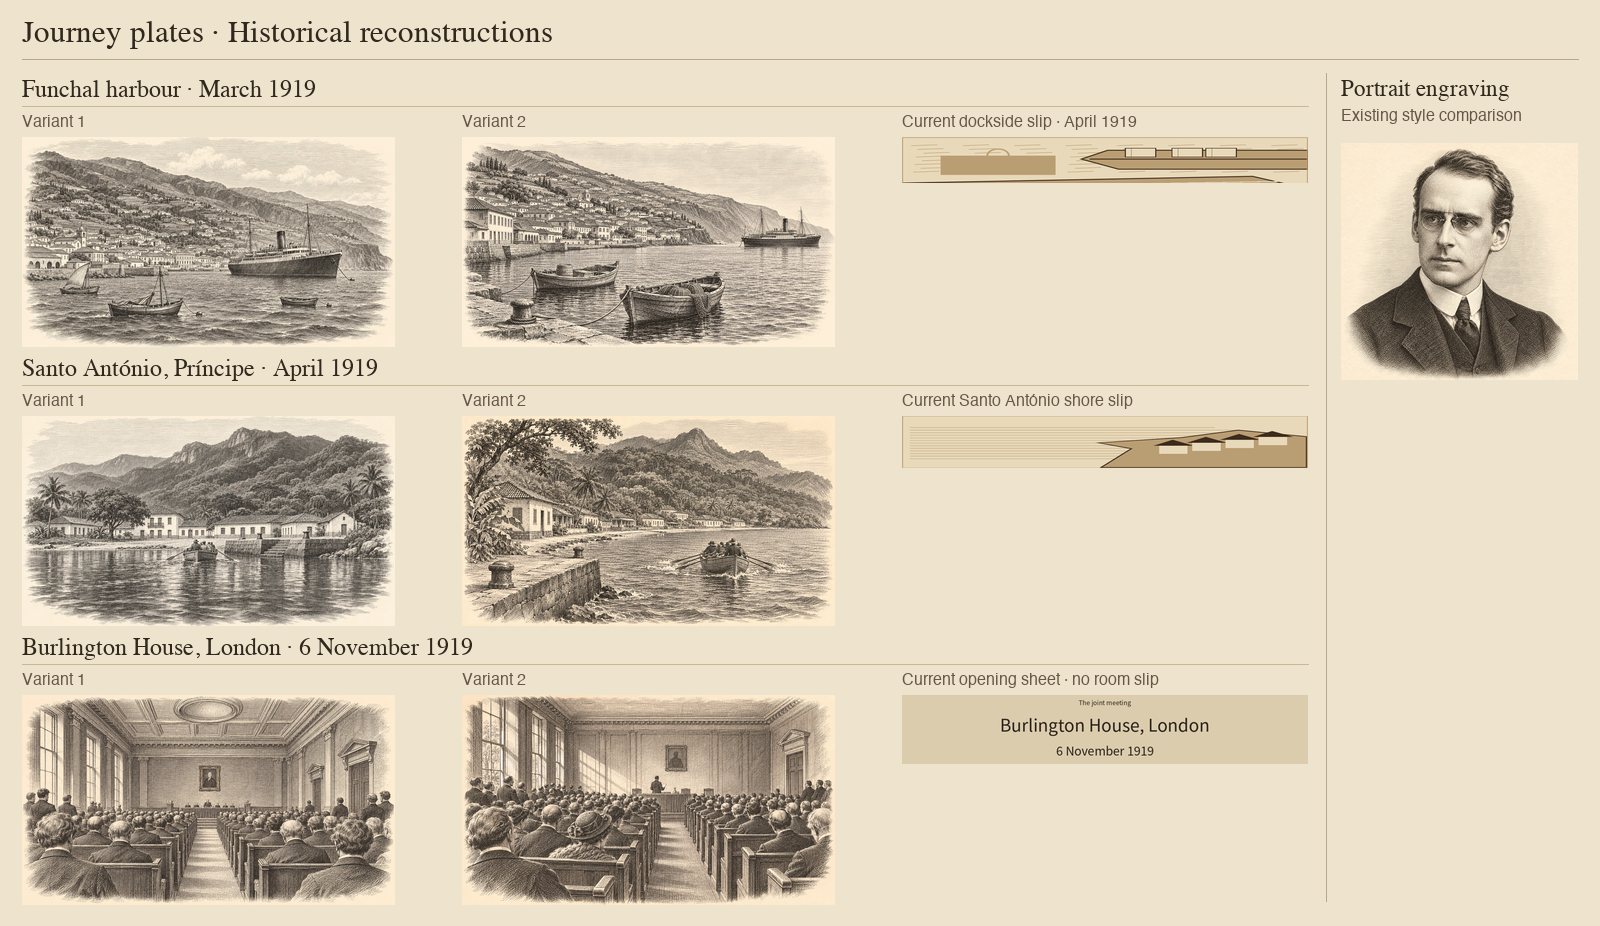 Journey plates · Historical reconstructions
Funchal harbour · March 1919
Variant 1
Variant 2
Current dockside slip · April 1919
Santo António, Príncipe · April 1919
Variant 1
Variant 2
Current Santo António shore slip
Burlington House, London · 6 November 1919
Variant 1
Variant 2
Current opening sheet · no room slip
The joint meeting
Burlington House, London
6 November 1919
Portrait engraving
Existing style comparison